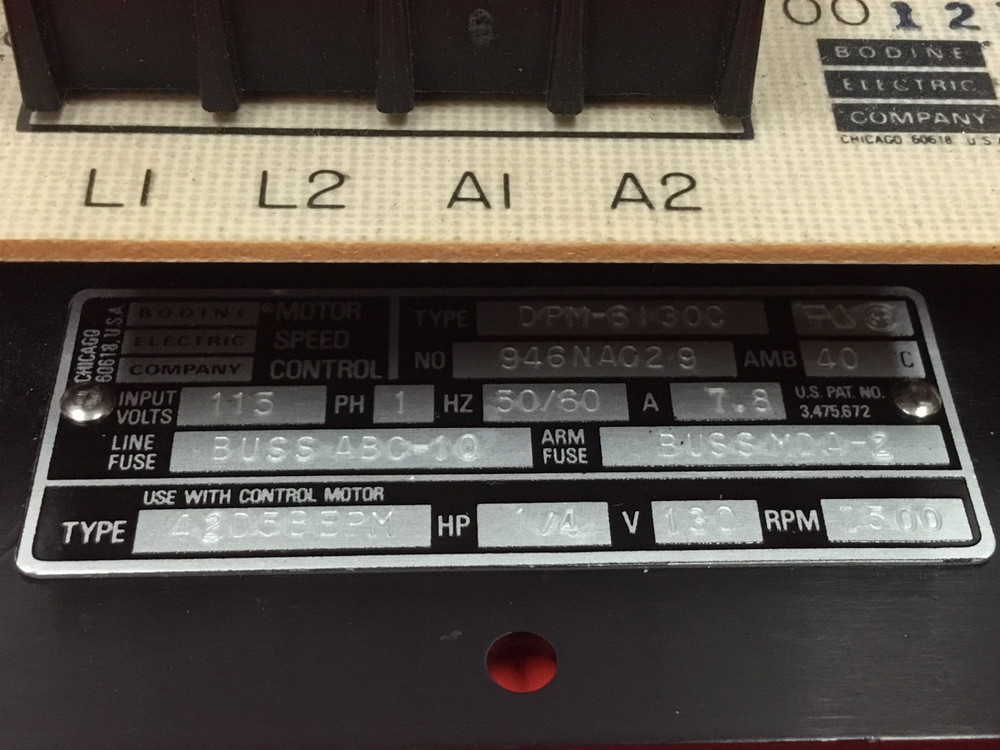 0012
BODINE
ELECTRIC
COMPANY
CHICAGO 60618 U S A
L1 L2 A1 A2
CHICAGO 60618, U.S.A
BODINE
ELECTRIC
COMPANY
MOTOR
SPEED
CONTROL
TYPE DPM-6130C
NO 946NA029 AMB 40 C
INPUT VOLTS 115 PH 1 HZ 50/60 A 7.8 U.S. PAT. NO. 3,475,672
LINE FUSE BUSS ABC-10 ARM FUSE BUSS MDA-2
USE WITH CONTROL MOTOR
TYPE 42D5BEPM HP 1/4 V 130 RPM 2500